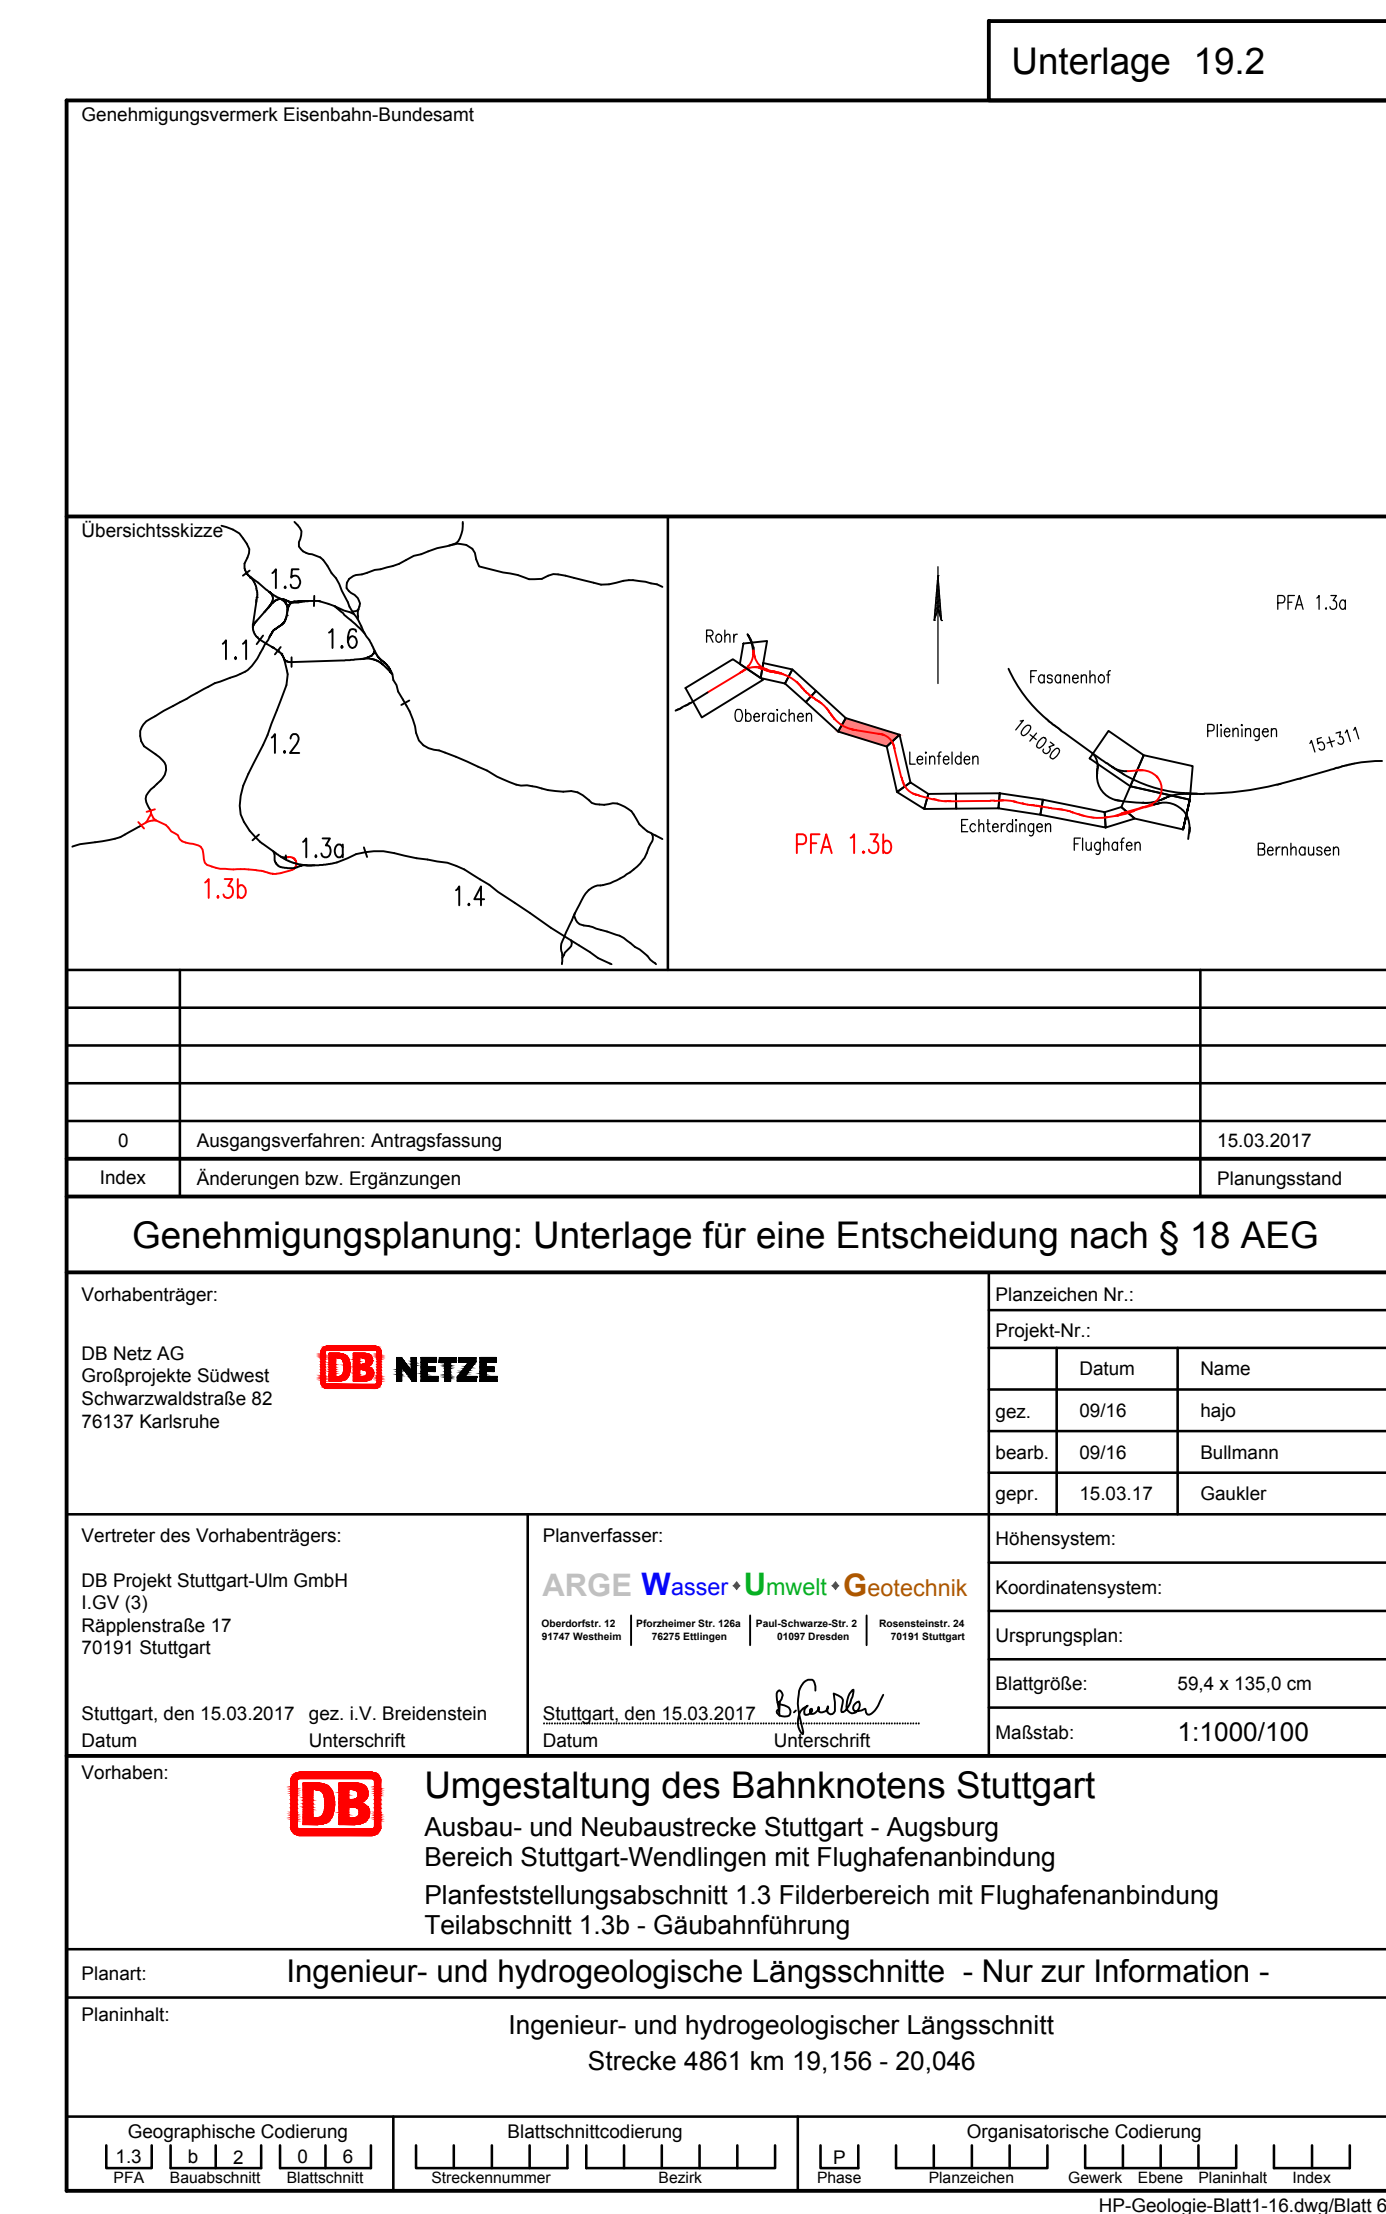 Unterlage 19.2
Genehmigungsvermerk Eisenbahn-Bundesamt
Übersichtsskizze
1.5
1.6
1.1
1.2
1.3a
1.3b
1.4
PFA 1.3a
Rohr
Fasanenhof
Oberaichen
10+030
Plieningen
15+311
Leinfelden
Echterdingen
PFA 1.3b
Flughafen
Bernhausen
0 Ausgangsverfahren: Antragsfassung 15.03.2017
Index Änderungen bzw. Ergänzungen Planungsstand
Genehmigungsplanung: Unterlage für eine Entscheidung nach § 18 AEG
Vorhabenträger:
DB Netz AG
Großprojekte Südwest
Schwarzwaldstraße 82
76137 Karlsruhe
DB NETZE
Planzeichen Nr.:
Projekt-Nr.:
Datum Name
gez. 09/16 hajo
bearb. 09/16 Bullmann
gepr. 15.03.17 Gaukler
Vertreter des Vorhabenträgers:
DB Projekt Stuttgart-Ulm GmbH
I.GV (3)
Räpplenstraße 17
70191 Stuttgart
Stuttgart, den 15.03.2017 gez. i.V. Breidenstein
Datum Unterschrift
Planverfasser:
ARGE Wasser♦Umwelt♦Geotechnik
Oberdorfstr. 12 Pforzheimer Str. 126a Paul-Schwarze-Str. 2 Rosensteinstr. 24
91747 Westheim 76275 Ettlingen 01097 Dresden 70191 Stuttgart
Stuttgart, den 15.03.2017 B. Gaukler
Datum Unterschrift
Höhensystem:
Koordinatensystem:
Ursprungsplan:
Blattgröße: 59,4 x 135,0 cm
Maßstab: 1:1000/100
Vorhaben:
DB
Umgestaltung des Bahnknotens Stuttgart
Ausbau- und Neubaustrecke Stuttgart - Augsburg
Bereich Stuttgart-Wendlingen mit Flughafenanbindung
Planfeststellungsabschnitt 1.3 Filderbereich mit Flughafenanbindung
Teilabschnitt 1.3b - Gäubahnführung
Planart: Ingenieur- und hydrogeologische Längsschnitte - Nur zur Information -
Planinhalt:
Ingenieur- und hydrogeologischer Längsschnitt
Strecke 4861 km 19,156 - 20,046
Geographische Codierung Blattschnittcodierung Organisatorische Codierung
1.3 b 2 0 6 P
PFA Bauabschnitt Blattschnitt Streckennummer Bezirk Phase Planzeichen Gewerk Ebene Planinhalt Index
HP-Geologie-Blatt1-16.dwg/Blatt 6